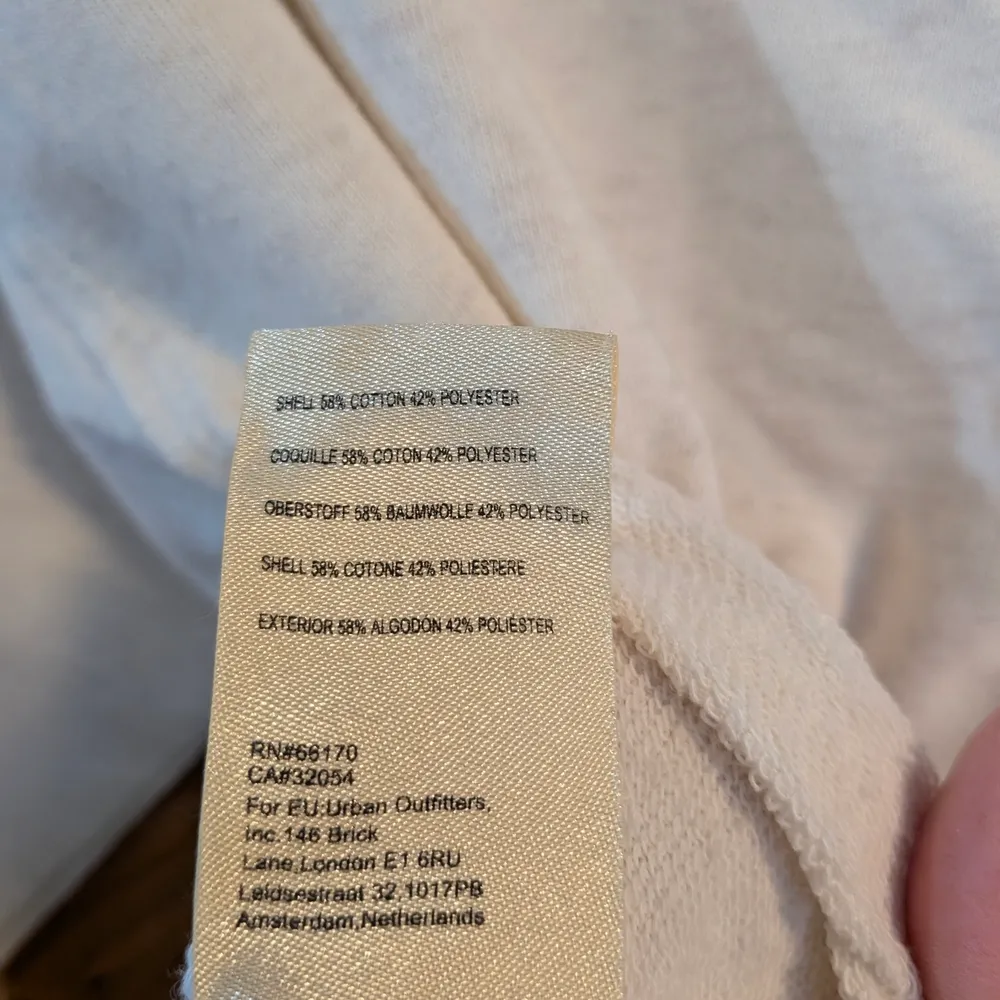 SHELL 58% COTTON 42% POLYESTER
COQUILLE 58% COTON 42% POLYESTER
OBERSTOFF 58% BAUMWOLLE 42% POLYESTER
SHELL 58% COTONE 42% POLIESTERE
EXTERIOR 58% ALGODÓN 42% POLIÉSTER
RN#66170
CA#32054
For EU:Urban Outfitters,
Inc.146 Brick
Lane,London E1 6RU
Leidsestraat 32,1017PB
Amsterdam,Netherlands